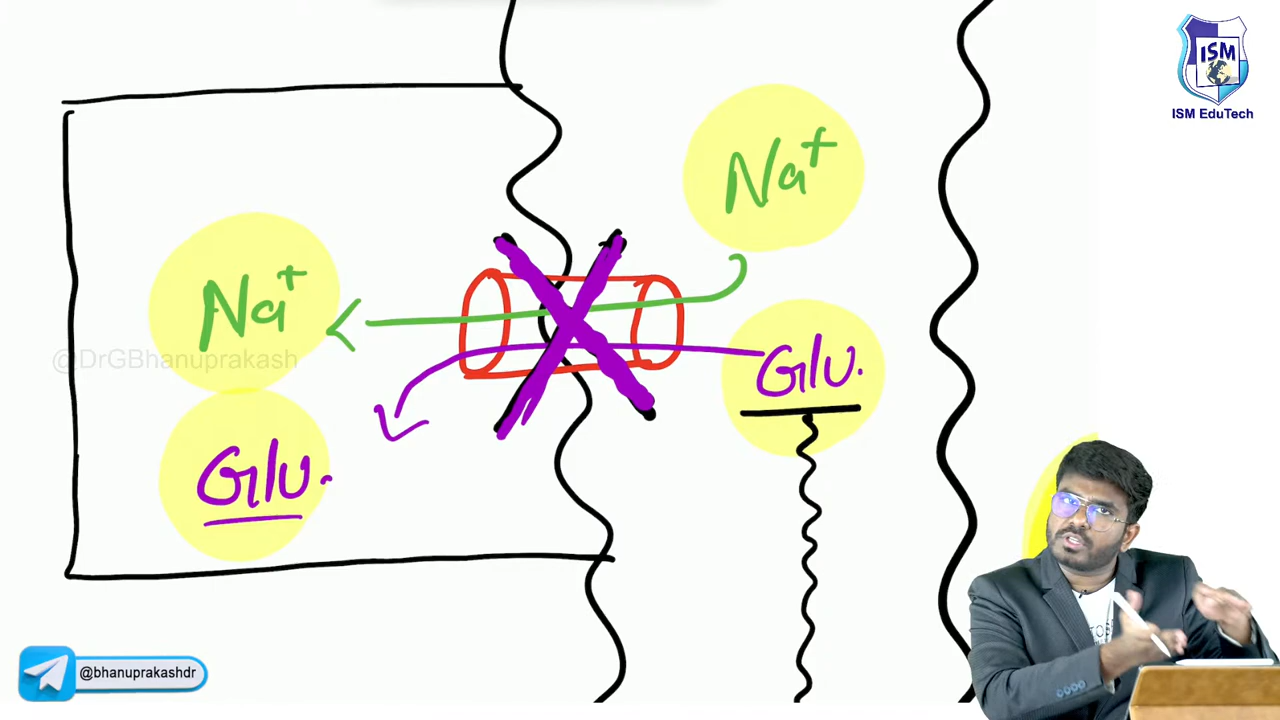 ISM
ISM EduTech
Na+
Na+
@DrGBhanuprakash
Glu.
Glu.
@bhanuprakashdr